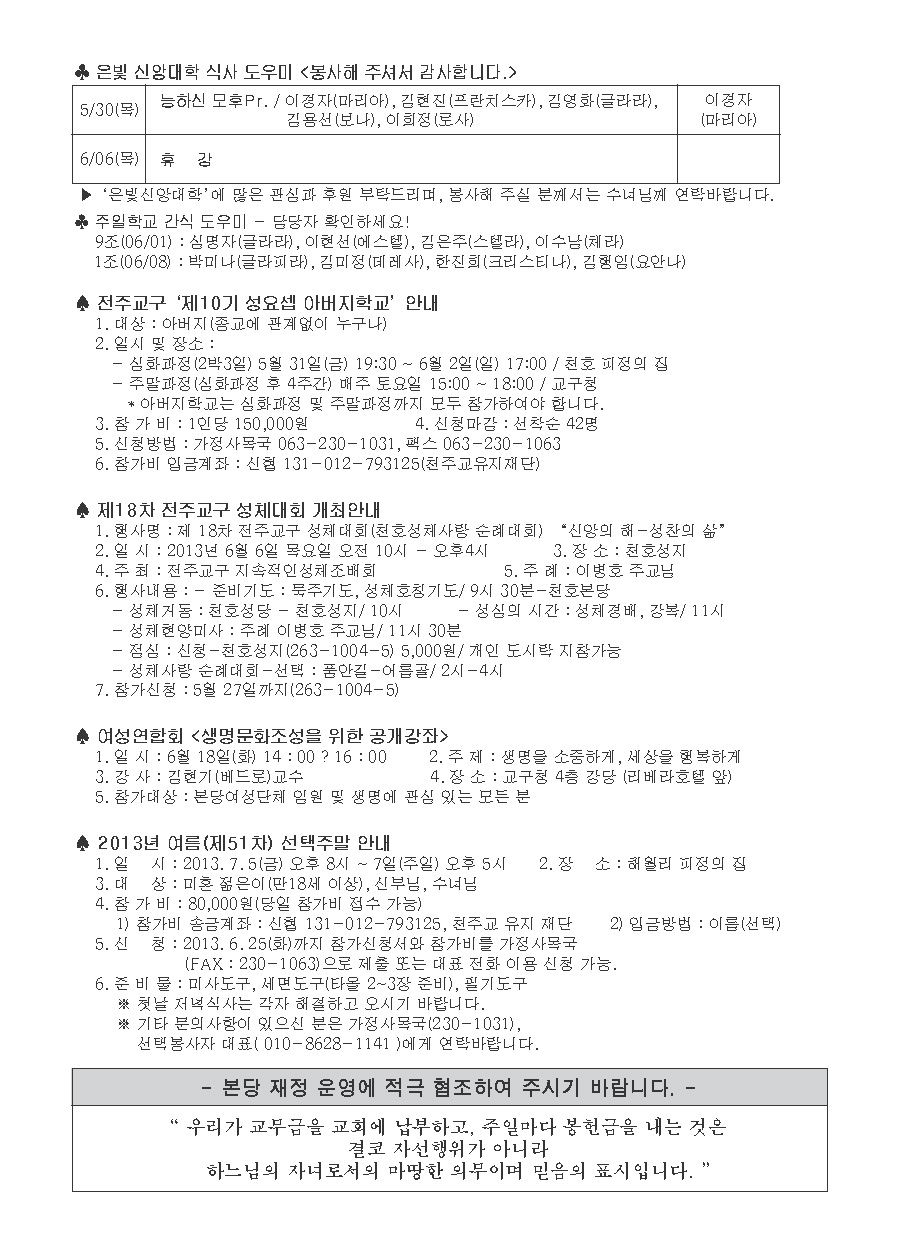 ♣ 은빛 신앙대학 식사 도우미 <봉사해 주셔서 감사합니다.>
5/30(목) 능하신 모후Pr. / 이경자(마리아), 김현진(프란치스카), 김영화(글라라), 이경자
김용선(보나), 이희정(로사) (마리아)
6/06(목) 휴 강
▶ ‘은빛신앙대학’에 많은 관심과 후원 부탁드리며, 봉사해 주실 분께서는 수녀님께 연락바랍니다.
♣ 주일학교 간식 도우미 - 담당자 확인하세요!
9조(06/01) : 심명자(글라라), 이현선(에스텔), 김은주(스텔라), 이수남(체라)
1조(06/08) : 박미나(글라피라), 김미정(데레사), 한진희(크리스티나), 김형임(요안나)
♠ 전주교구 ‘제10기 성요셉 아버지학교’ 안내
1. 대상 : 아버지(종교에 관계없이 누구나)
2. 일시 및 장소 :
- 심화과정(2박3일) 5월 31일(금) 19:30 ~ 6월 2일(일) 17:00 / 천호 피정의 집
- 주말과정(심화과정 후 4주간) 매주 토요일 15:00 ~ 18:00 / 교구청
* 아버지학교는 심화과정 및 주말과정까지 모두 참가하여야 합니다.
3. 참 가 비 : 1인당 150,000원 4. 신청마감 : 선착순 42명
5. 신청방법 : 가정사목국 063-230-1031, 팩스 063-230-1063
6. 참가비 입금계좌 : 신협 131-012-793125(천주교유지재단)
♠ 제18차 전주교구 성체대회 개최안내
1. 행사명 : 제 18차 전주교구 성체대회(천호성체사랑 순례대회) “신앙의 해-성찬의 삶”
2. 일 시 : 2013년 6월 6일 목요일 오전 10시 - 오후4시 3. 장 소 : 천호성지
4. 주 최 : 전주교구 지속적인성체조배회 5. 주 례 : 이병호 주교님
6. 행사내용 : - 준비기도 : 묵주기도, 성체호칭기도/ 9시 30분-천호본당
- 성체거동 : 천호성당 - 천호성지/ 10시 - 성심의 시간 : 성체경배, 강복/ 11시
- 성체현양미사 : 주례 이병호 주교님/ 11시 30분
- 점심 : 신청-천호성지(263-1004-5) 5,000원/ 개인 도시락 지참가능
- 성체사랑 순례대회-선택 : 품안길-어름골/ 2시-4시
7. 참가신청 : 5월 27일까지(263-1004-5)
♠ 여성연합회 <생명문화조성을 위한 공개강좌>
1. 일 시 : 6월 18일(화) 14 : 00 ? 16 : 00 2. 주 제 : 생명을 소중하게, 세상을 행복하게
3. 강 사 : 김현기(베드로)교수 4. 장 소 : 교구청 4층 강당 (리베라호텔 앞)
5. 참가대상 : 본당여성단체 임원 및 생명에 관심 있는 모든 분
♠ 2013년 여름(제51차) 선택주말 안내
1. 일 시 : 2013. 7. 5(금) 오후 8시 ~ 7일(주일) 오후 5시 2. 장 소 : 해월리 피정의 집
3. 대 상 : 미혼 젊은이(만18세 이상), 신부님, 수녀님
4. 참 가 비 : 80,000원(당일 참가비 접수 가능)
1) 참가비 송금계좌 : 신협 131-012-793125, 천주교 유지 재단 2) 입금방법 : 이름(선택)
5. 신 청 : 2013. 6. 25(화)까지 참가신청서와 참가비를 가정사목국
(FAX : 230-1063)으로 제출 또는 대표 전화 이용 신청 가능.
6. 준 비 물 : 미사도구, 세면도구(타올 2~3장 준비), 필기도구
※ 첫날 저녁식사는 각자 해결하고 오시기 바랍니다.
※ 기타 문의사항이 있으신 분은 가정사목국(230-1031),
선택봉사자 대표( 010-8628-1141 )에게 연락바랍니다.
- 본당 재정 운영에 적극 협조하여 주시기 바랍니다. -
“ 우리가 교무금을 교회에 납부하고, 주일마다 봉헌금을 내는 것은
결코 자선행위가 아니라
하느님의 자녀로서의 마땅한 의무이며 믿음의 표시입니다. ”